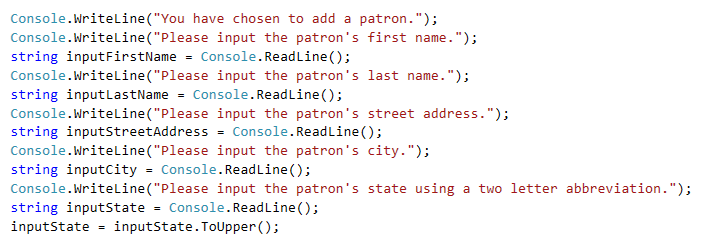 Console.WriteLine("You have chosen to add a patron.");
Console.WriteLine("Please input the patron's first name.");
string inputFirstName = Console.ReadLine();
Console.WriteLine("Please input the patron's last name.");
string inputLastName = Console.ReadLine();
Console.WriteLine("Please input the patron's street address.");
string inputStreetAddress = Console.ReadLine();
Console.WriteLine("Please input the patron's city.");
string inputCity = Console.ReadLine();
Console.WriteLine("Please input the patron's state using a two letter abbreviation.");
string inputState = Console.ReadLine();
inputState = inputState.ToUpper();